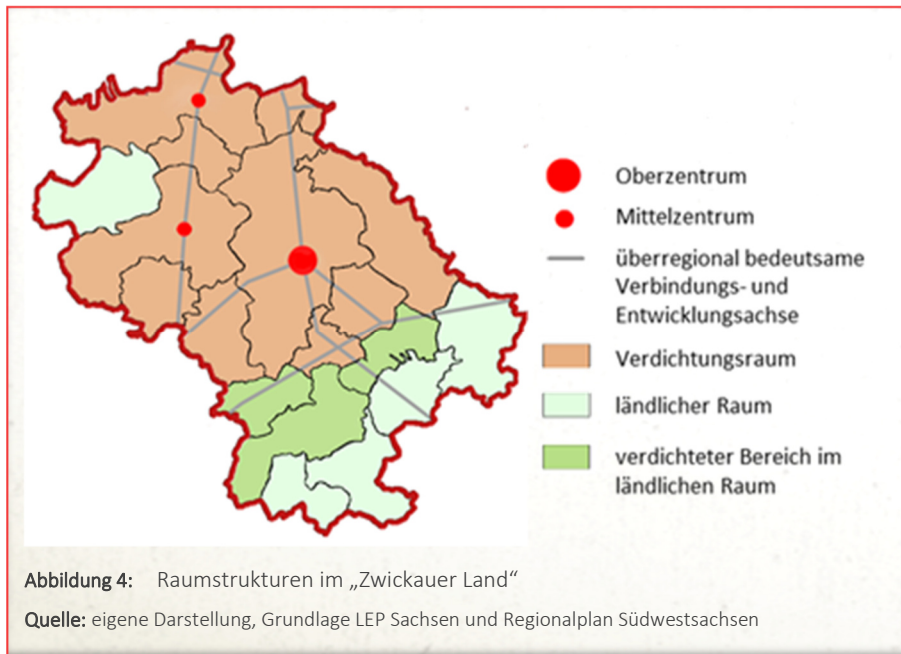 Oberzentrum
Mittelzentrum
überregional bedeutsame
Verbindungs- und
Entwicklungsachse
Verdichtungsraum
ländlicher Raum
verdichteter Bereich im
ländlichen Raum
Abbildung 4: Raumstrukturen im „Zwickauer Land“
Quelle: eigene Darstellung, Grundlage LEP Sachsen und Regionalplan Südwestsachsen